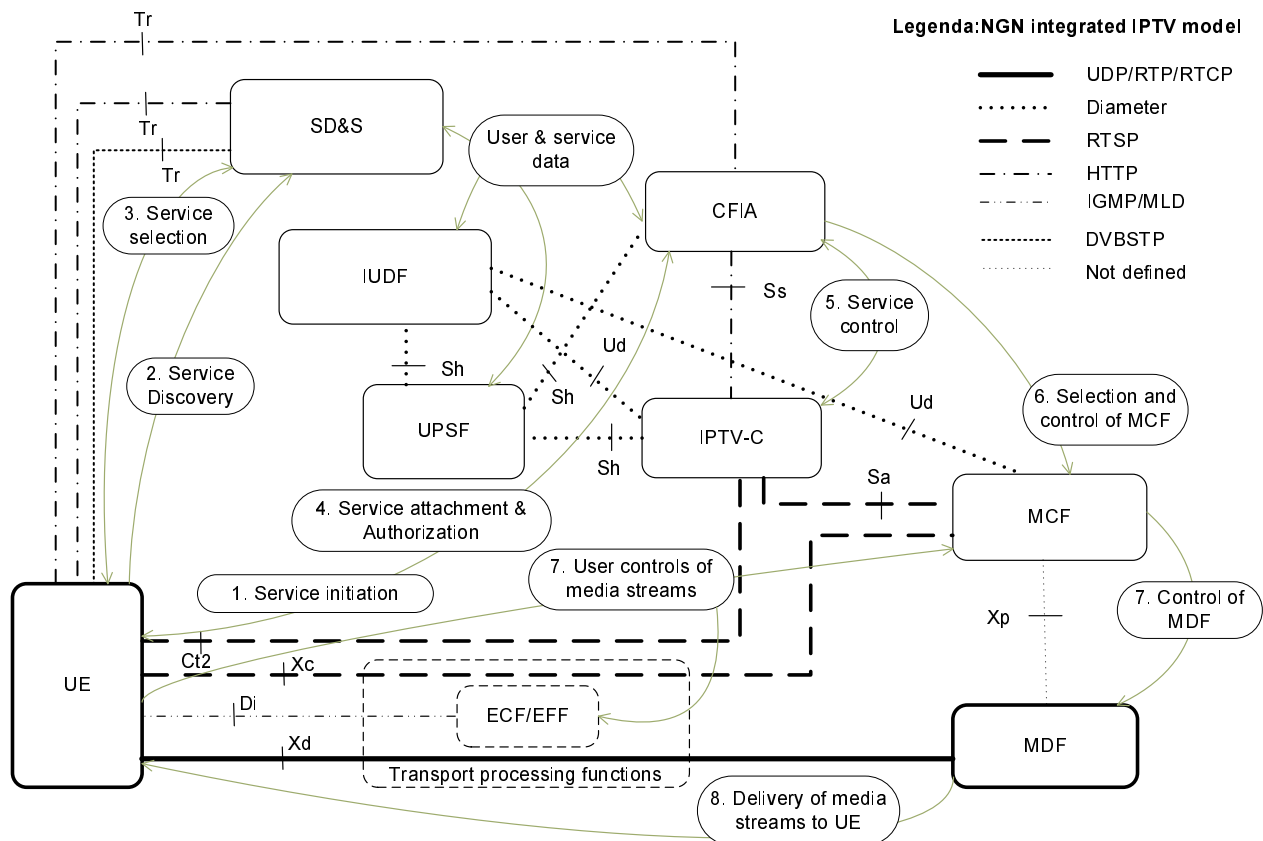 Tr
Legenda:NGN integrated IPTV model
UDP/RTP/RTCP
Diameter
RTSP
HTTP
IGMP/MLD
DVBSTP
Not defined
SD&S
Tr
Tr
User & service
data
3. Service
selection
CFIA
IUDF
Ss
5. Service
control
2. Service
Discovery
Sh
Ud
Sh
UPSF
IPTV-C
Sh
Ud
6. Selection and
control of MCF
Sa
4. Service attachment &
Authorization
MCF
7. User controls of
media streams
1. Service initiation
Xp
7. Control of
MDF
Ct2
Xc
UE
Di
ECF/EFF
Xd
MDF
Transport processing functions
8. Delivery of media
streams to UE